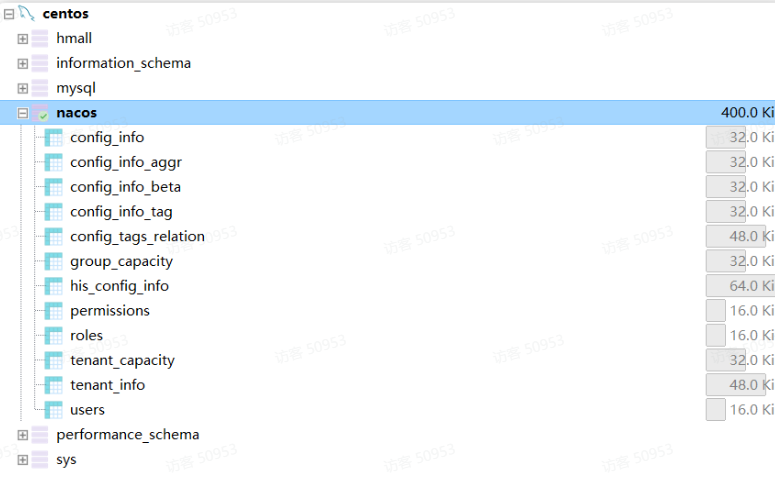 centos
hmall
information_schema
mysql
nacos 400.0 Ki
config_info 32.0 Ki
config_info_aggr 32.0 Ki
config_info_beta 32.0 Ki
config_info_tag 32.0 Ki
config_tags_relation 48.0 Ki
group_capacity 32.0 Ki
his_config_info 64.0 Ki
permissions 16.0 Ki
roles 16.0 Ki
tenant_capacity 32.0 Ki
tenant_info 48.0 Ki
users 16.0 Ki
performance_schema
sys
访客 50953